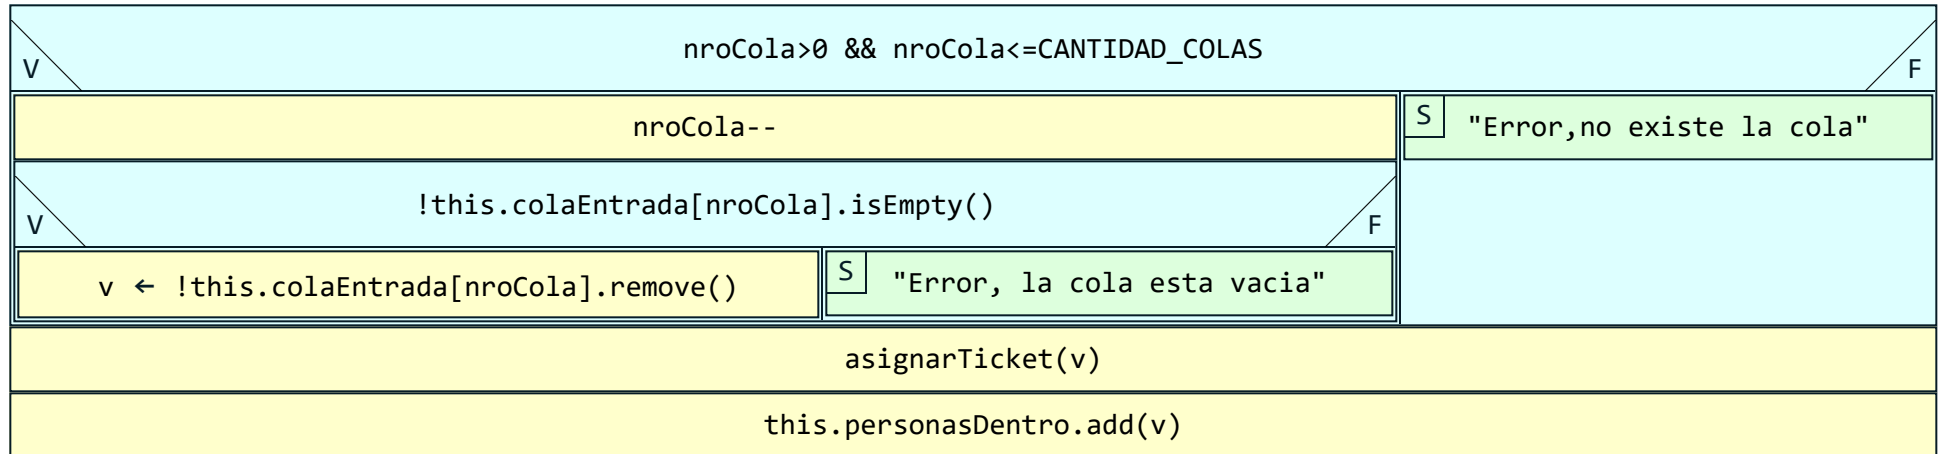 nroCola>0 && nroCola<=CANTIDAD_COLAS
V
F
nroCola--
S
"Error,no existe la cola"
!this.colaEntrada[nroCola].isEmpty()
V
F
v ← !this.colaEntrada[nroCola].remove()
S
"Error, la cola esta vacia"
asignarTicket(v)
this.personasDentro.add(v)